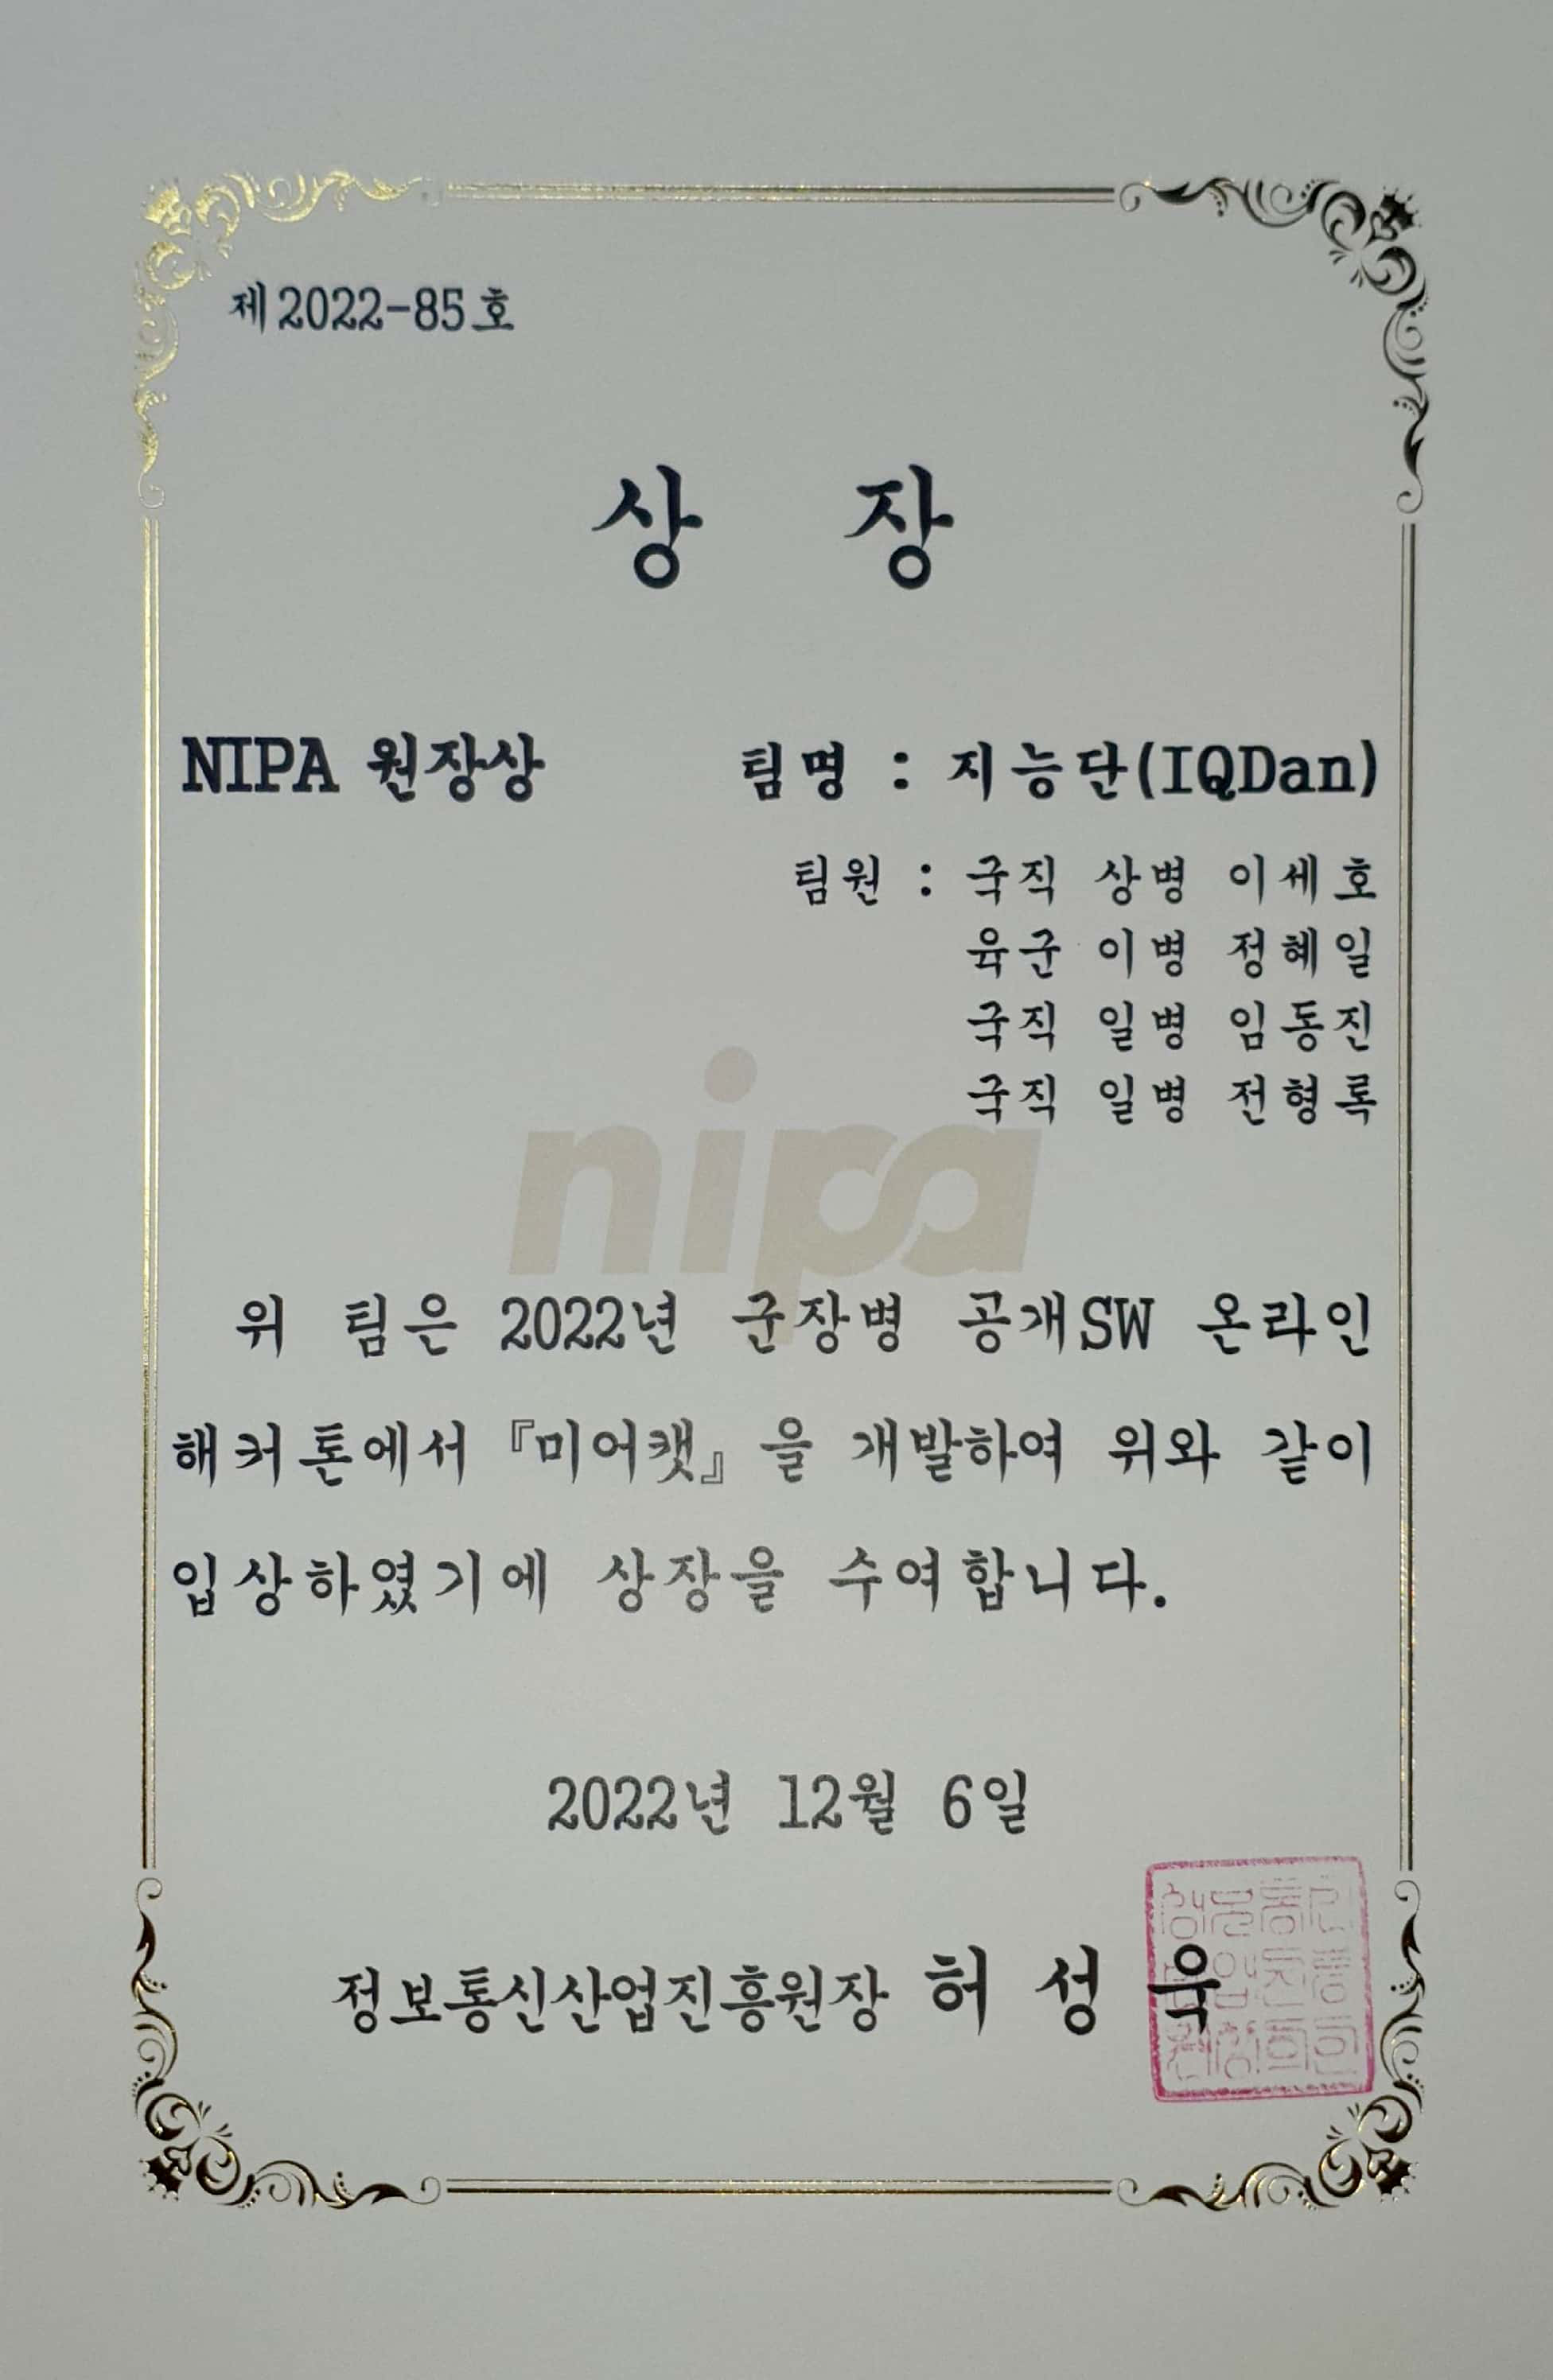 제2022-85호
상 장
NIPA 원장상
팀명 : 지능단(IQDan)
팀원 : 국직 상병 이세호
육군 이병 정혜일
국직 일병 임동진
국직 일병 전형록
nipa
위 팀은 2022년 군장병 공개SW 온라인
해커톤에서 『미어캣』을 개발하여 위와 같이
입상하였기에 상장을 수여합니다.
2022년 12월 6일
정보통신산업진흥원장 허 성 욱